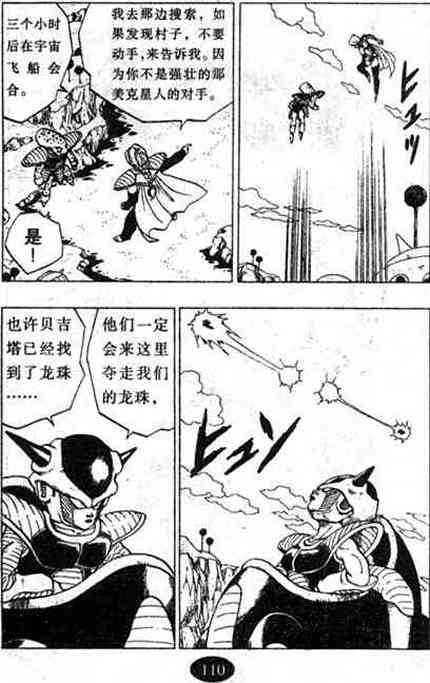 三个小时
后在宇宙
飞船会
合。
我去那边搜索，如
果发现村子，不要
动手，来告诉我。因
为你不是强壮的那
美克星人的对手。
是！
ヒュッ
也许贝吉
塔已经找
到了龙珠
……
他们一定
会来这里
夺走我们
的龙珠，
ヒュン
110